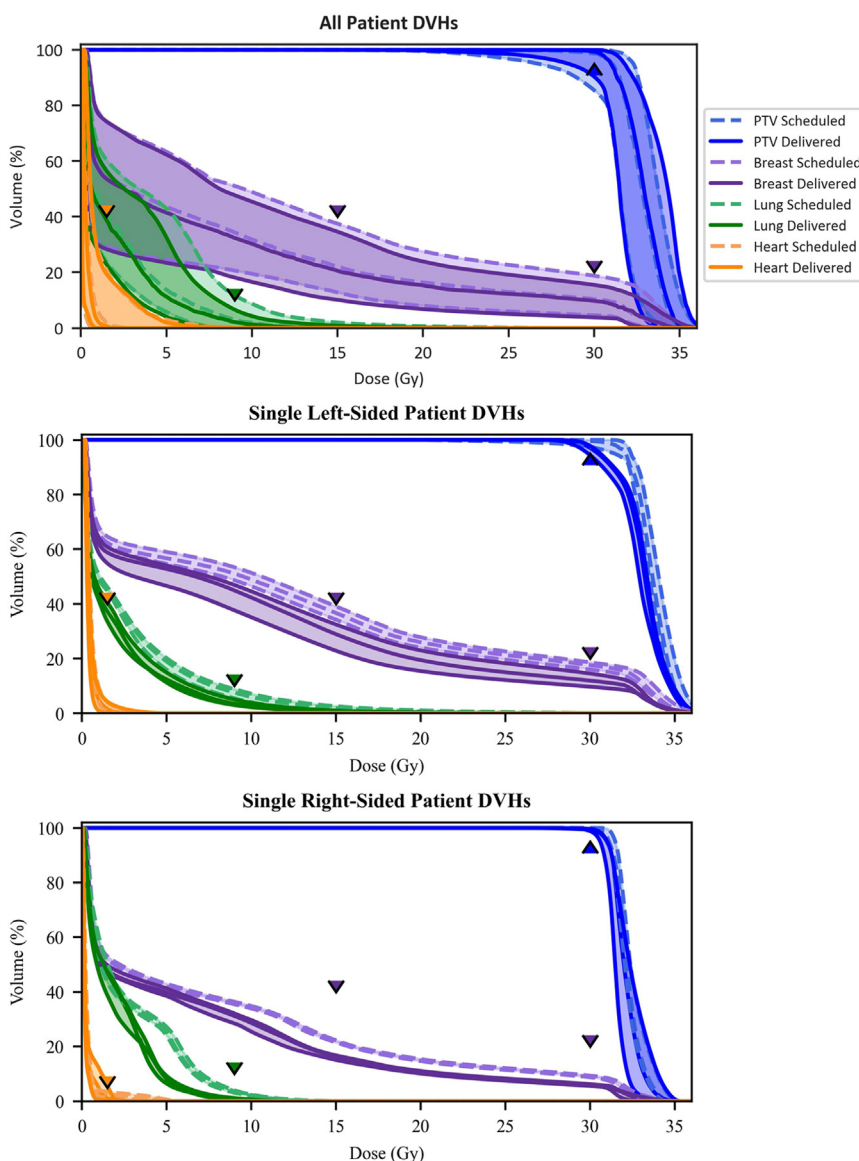 All Patient DVHs
100
80
60
40
20
0
Volume (%)
0 5 10 15 20 25 30 35
Dose (Gy)
PTV Scheduled
PTV Delivered
Breast Scheduled
Breast Delivered
Lung Scheduled
Lung Delivered
Heart Scheduled
Heart Delivered
Single Left-Sided Patient DVHs
100
80
60
40
20
0
Volume (%)
0 5 10 15 20 25 30 35
Dose (Gy)
Single Right-Sided Patient DVHs
100
80
60
40
20
0
Volume (%)
0 5 10 15 20 25 30 35
Dose (Gy)